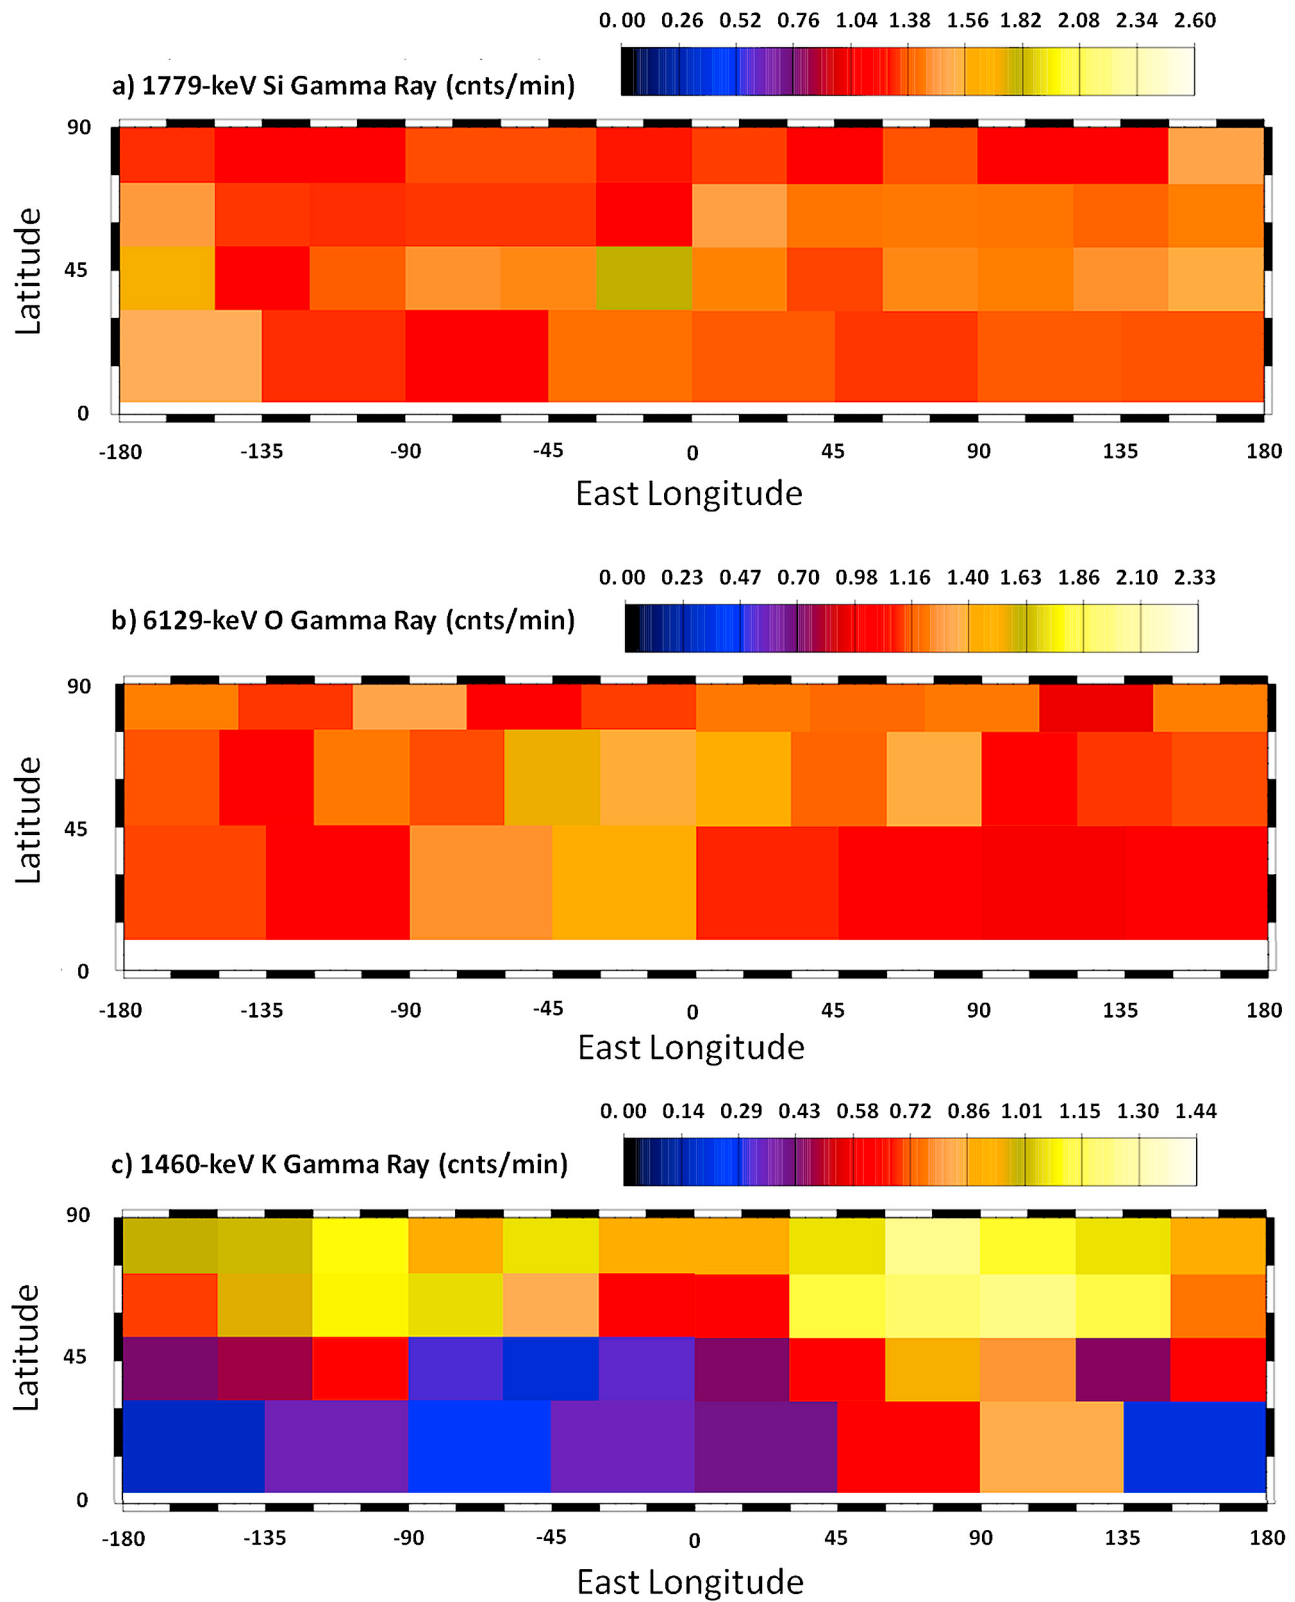 0.00 0.26 0.52 0.76 1.04 1.38 1.56 1.82 2.08 2.34 2.60
a) 1779-keV Si Gamma Ray (cnts/min)
90
45
0
Latitude
-180 -135 -90 -45 0 45 90 135 180
East Longitude
0.00 0.23 0.47 0.70 0.98 1.16 1.40 1.63 1.86 2.10 2.33
b) 6129-keV O Gamma Ray (cnts/min)
90
45
0
Latitude
-180 -135 -90 -45 0 45 90 135 180
East Longitude
0.00 0.14 0.29 0.43 0.58 0.72 0.86 1.01 1.15 1.30 1.44
c) 1460-keV K Gamma Ray (cnts/min)
90
45
0
Latitude
-180 -135 -90 -45 0 45 90 135 180
East Longitude